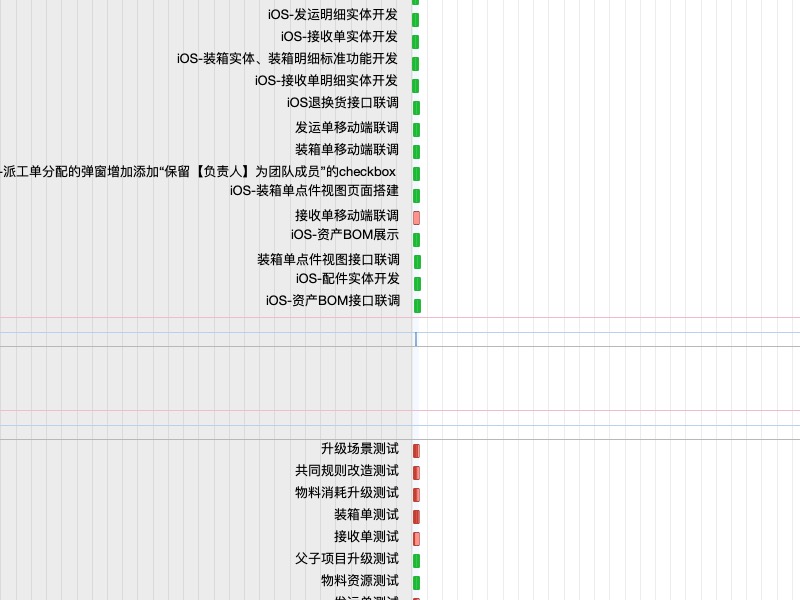 iOS-发运明细实体开发
iOS-接收单实体开发
iOS-装箱实体、装箱明细标准功能开发
iOS-接收单明细实体开发
iOS退换货接口联调
发运单移动端联调
装箱单移动端联调
-派工单分配的弹窗增加添加“保留【负责人】为团队成员”的checkbox
iOS-装箱单点件视图页面搭建
接收单移动端联调
iOS-资产BOM展示
装箱单点件视图接口联调
iOS-配件实体开发
iOS-资产BOM接口联调
升级场景测试
共同规则改造测试
物料消耗升级测试
装箱单测试
接收单测试
父子项目升级测试
物料资源测试
发运单测试